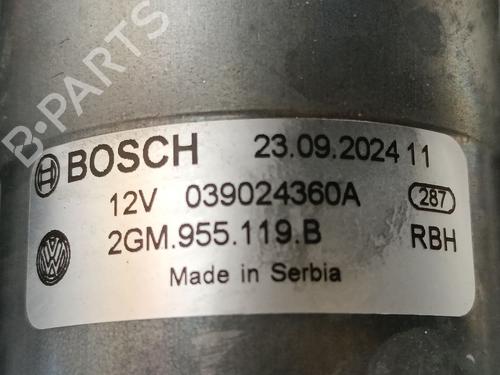 BOSCH 23.09.2024 11
12V 039024360A 287
2GM.955.119.B RBH
Made in Serbia
B-PARTS